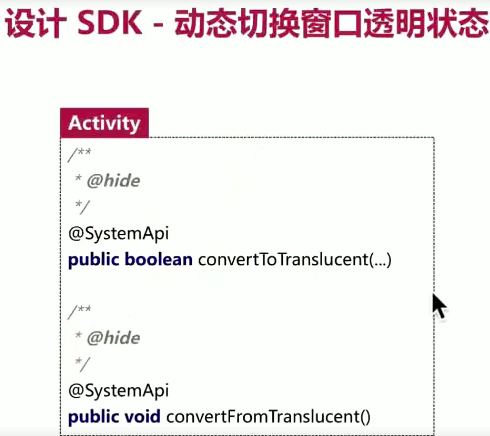 设计 SDK - 动态切换窗口透明状态
Activity
/**
* @hide
*/
@SystemApi
public boolean convertToTranslucent(...)
/**
* @hide
*/
@SystemApi
public void convertFromTranslucent()